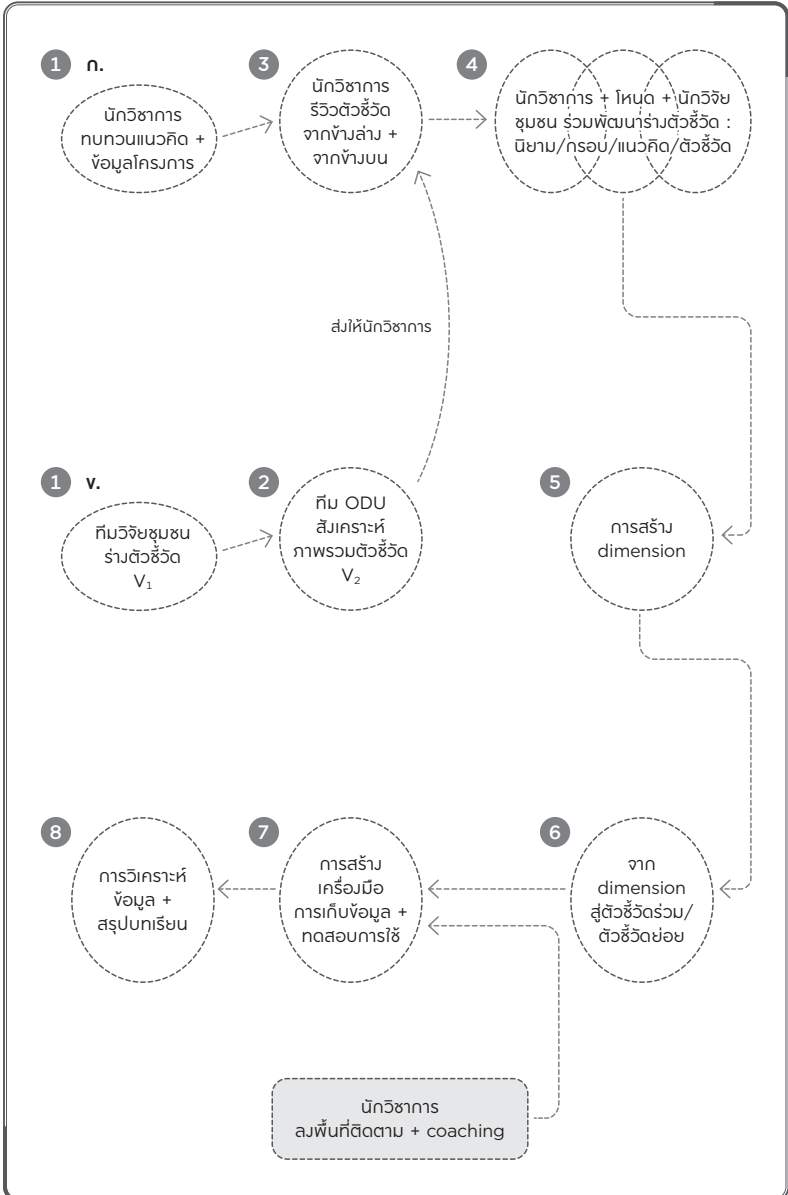 1 ก.
นักวิชาการ
ทบทวนแนวคิด +
ข้อมูลโครงการ
3
นักวิชาการ
รีวิวตัวชี้วัด
จากข้างล่าง +
จากข้างบน
4
นักวิชาการ + โหนด + นักวิจัย
ชุมชน ร่วมพัฒนาร่างตัวชี้วัด :
นิยาม/กรอบ/แนวคิด/ตัวชี้วัด
ส่งให้นักวิชาการ
1 ข.
ทีมวิจัยชุมชน
ร่างตัวชี้วัด
V₁
2
ทีม ODU
สังเคราะห์
ภาพรวมตัวชี้วัด
V₂
5
การสร้าง
dimension
8
การวิเคราะห์
ข้อมูล +
สรุปบทเรียน
7
การสร้าง
เครื่องมือ
การเก็บข้อมูล +
ทดสอบการใช้
6
จาก
dimension
สู่ตัวชี้วัดร่วม/
ตัวชี้วัดย่อย
นักวิชาการ
ลงพื้นที่ติดตาม + coaching